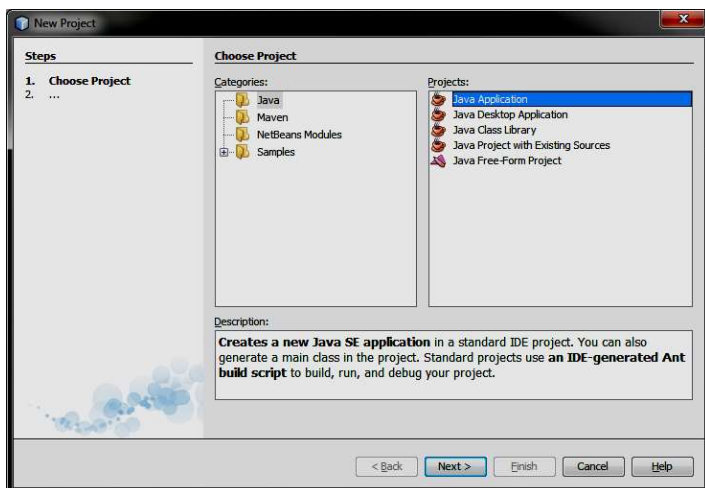 New Project
Steps
1. Choose Project
2. ...
Choose Project
Categories:
Java
Maven
NetBeans Modules
Samples
Projects:
Java Application
Java Desktop Application
Java Class Library
Java Project with Existing Sources
Java Free-Form Project
Description:
Creates a new Java SE application in a standard IDE project. You can also
generate a main class in the project. Standard projects use an IDE-generated Ant
build script to build, run, and debug your project.
< Back Next > Finish Cancel Help